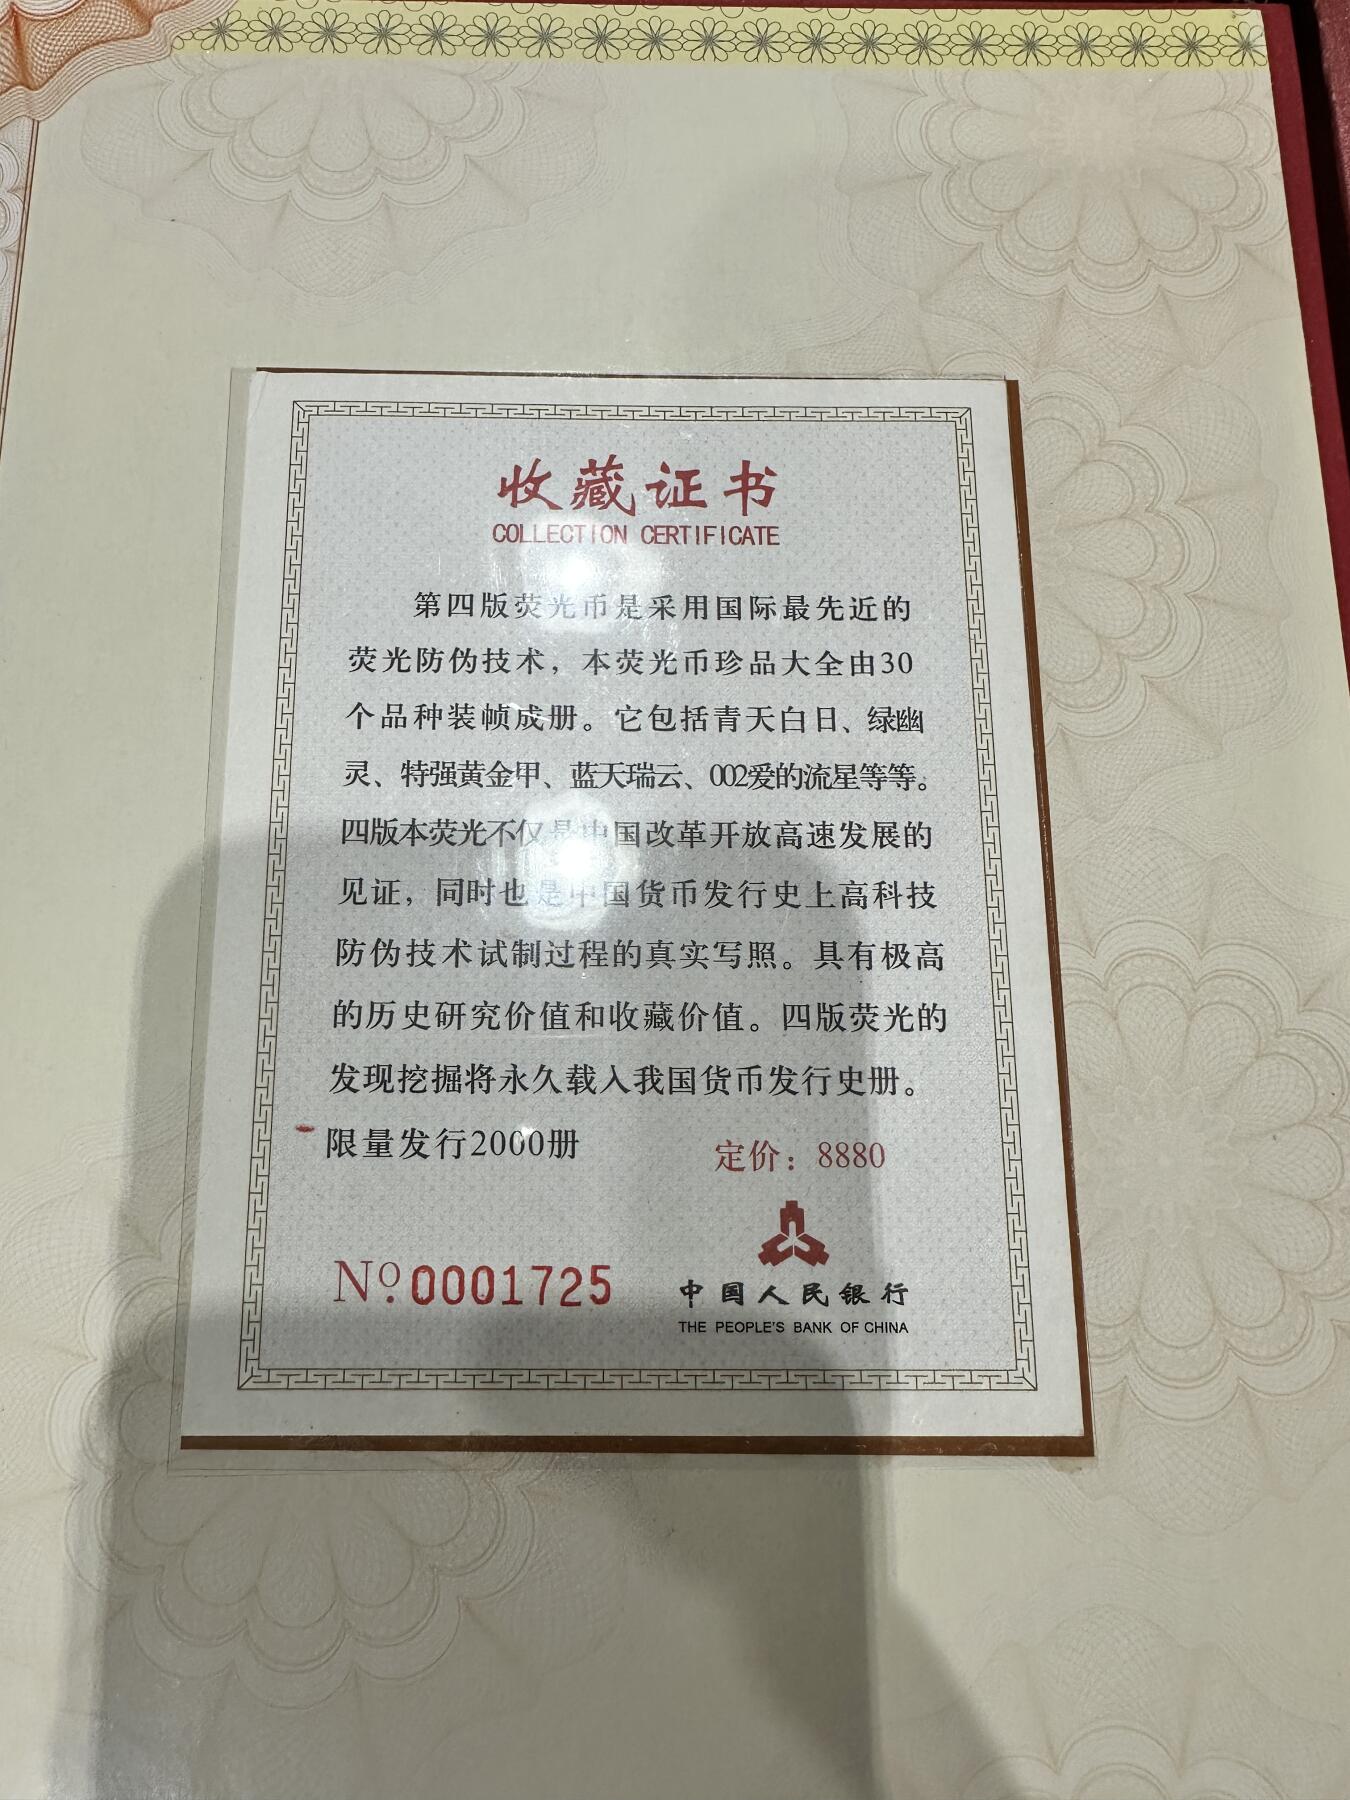 收藏证书
COLLECTION CERTIFICATE
第四版荧光币是采用国际最先近的
荧光防伪技术，本荧光币珍品大全由30
个品种装帧成册。它包括青天白日、绿幽
灵、特强黄金甲、蓝天瑞云、002爱的流星等等。
四版本荧光不仅是中国改革开放高速发展的
见证，同时也是中国货币发行史上高科技
防伪技术试制过程的真实写照。具有极高
的历史研究价值和收藏价值。四版荧光的
发现挖掘将永久载入我国货币发行史册。
限量发行2000册
定价：8880
No.0001725
中国人民银行
THE PEOPLE'S BANK OF CHINA